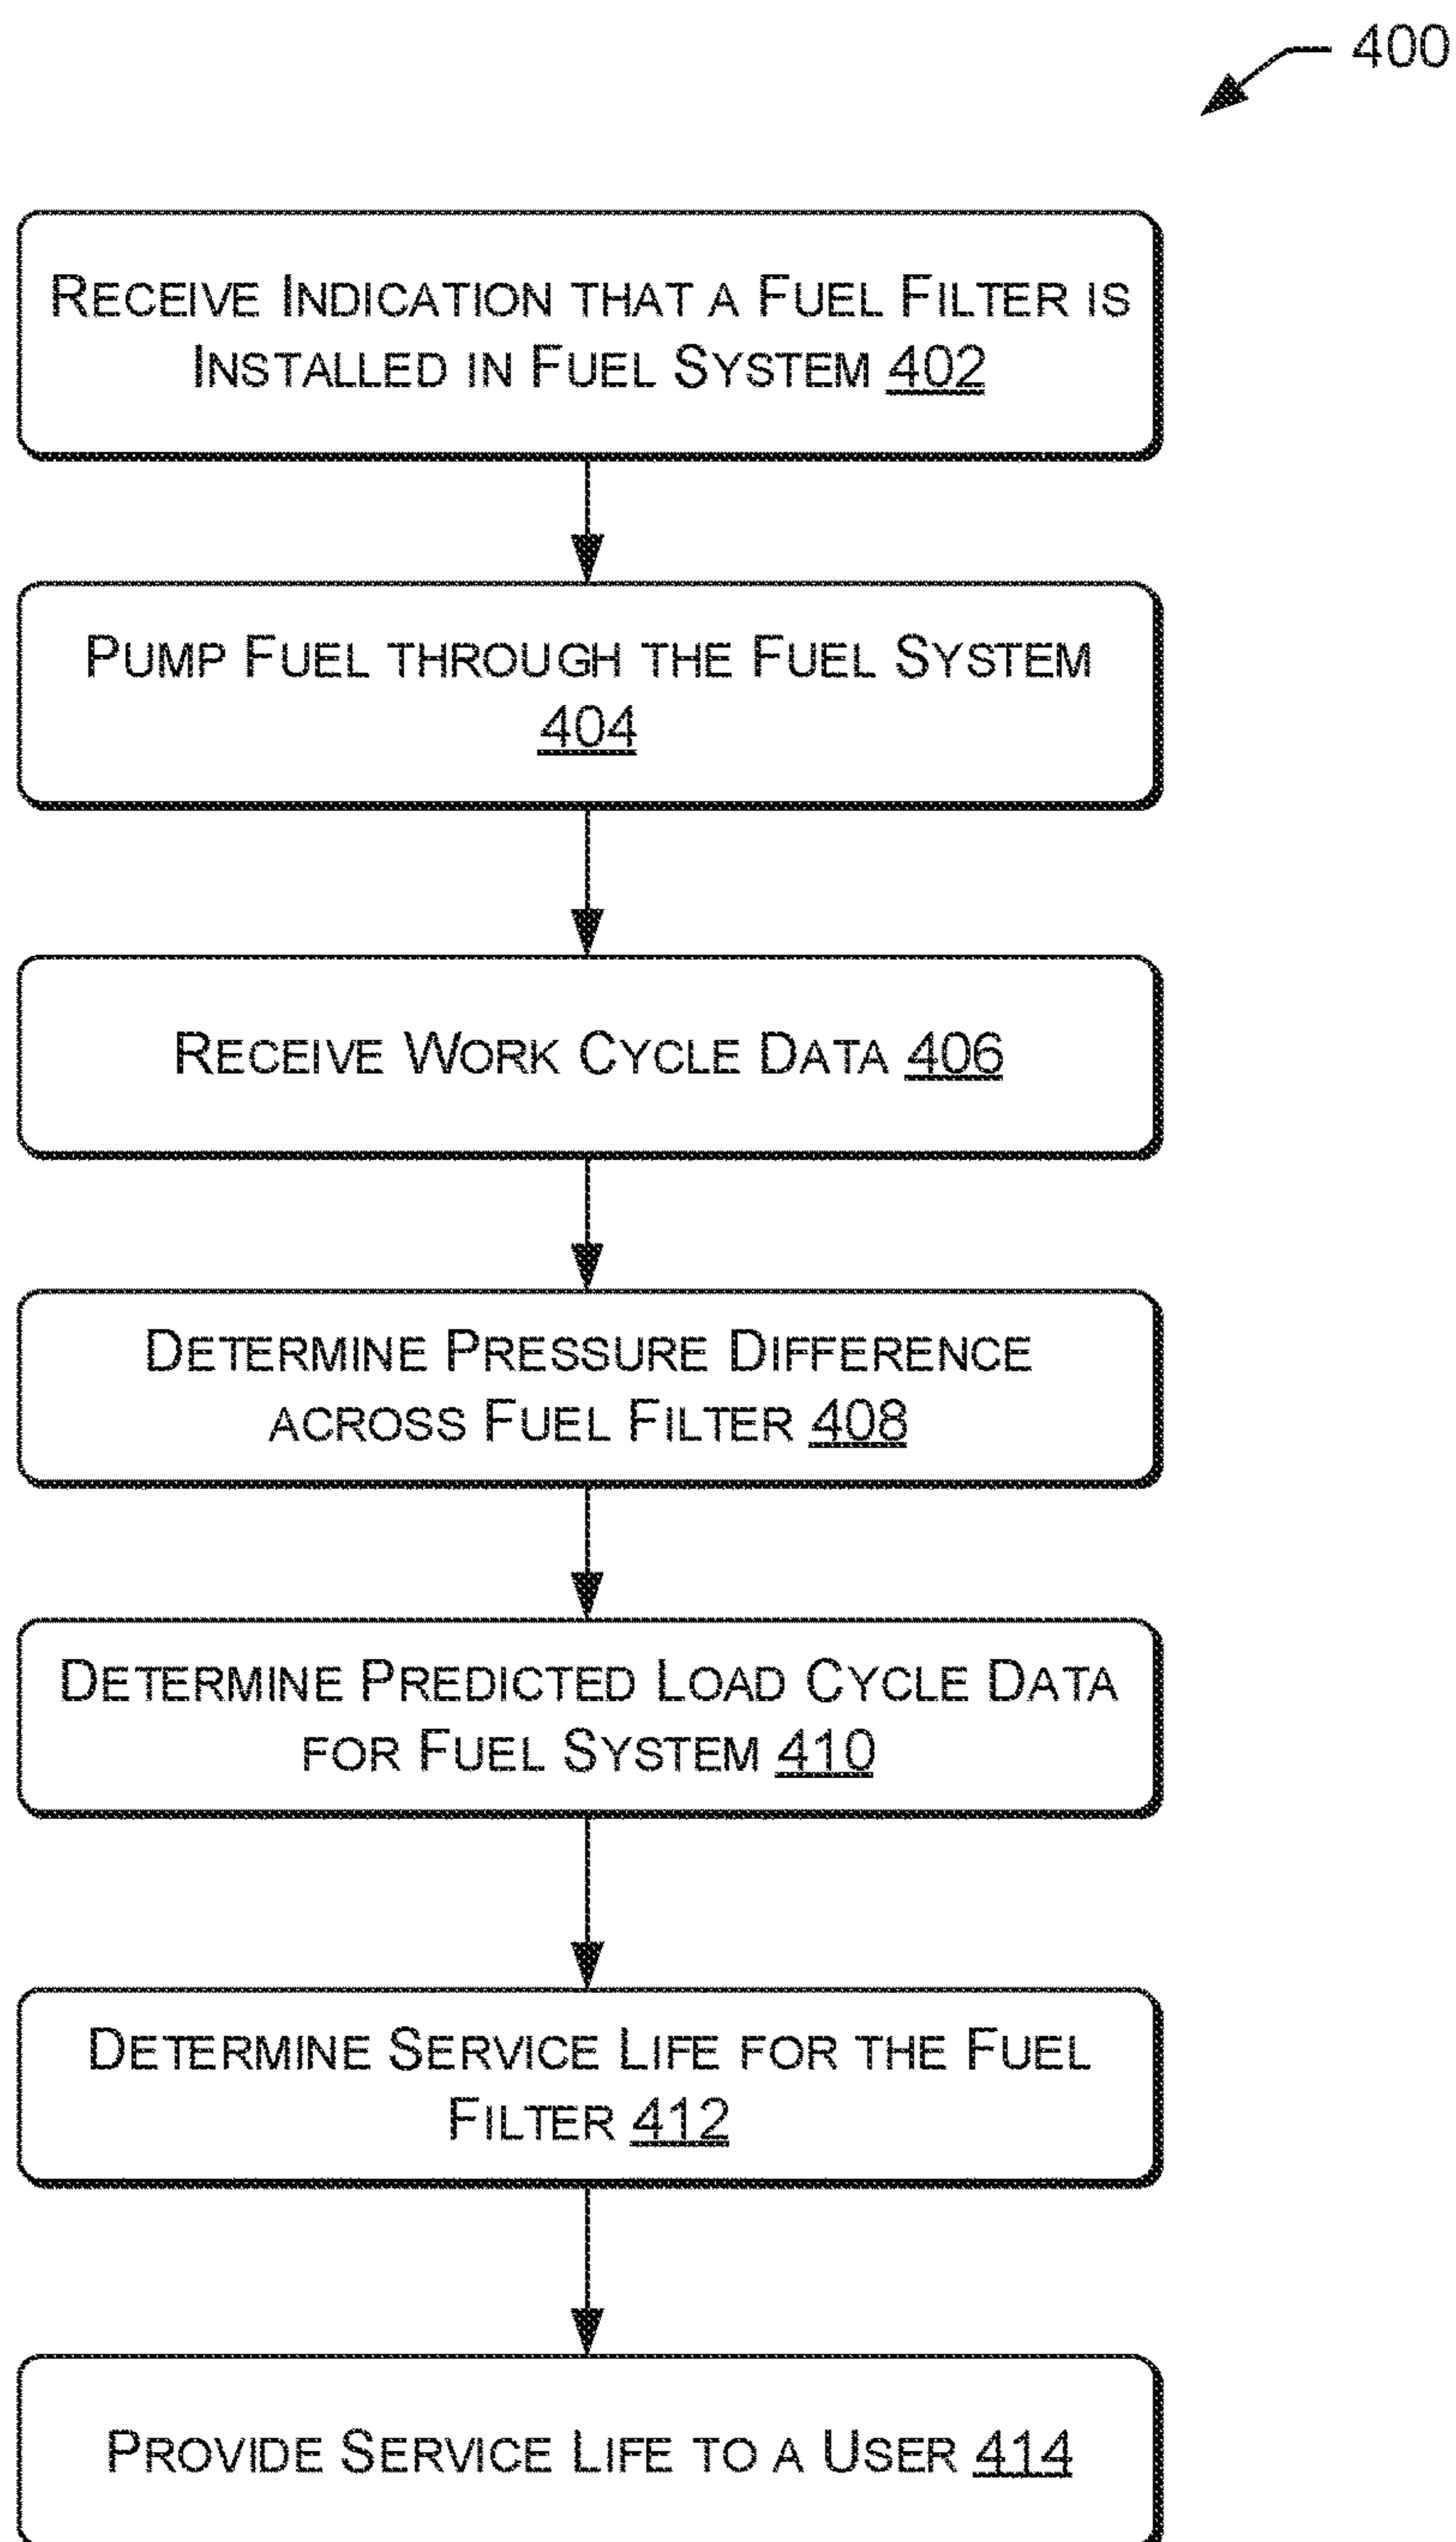 400
RECEIVE INDICATION THAT A FUEL FILTER IS
INSTALLED IN FUEL SYSTEM 402
PUMP FUEL THROUGH THE FUEL SYSTEM
404
RECEIVE WORK CYCLE DATA 406
DETERMINE PRESSURE DIFFERENCE
ACROSS FUEL FILTER 408
DETERMINE PREDICTED LOAD CYCLE DATA
FOR FUEL SYSTEM 410
DETERMINE SERVICE LIFE FOR THE FUEL
FILTER 412
PROVIDE SERVICE LIFE TO A USER 414